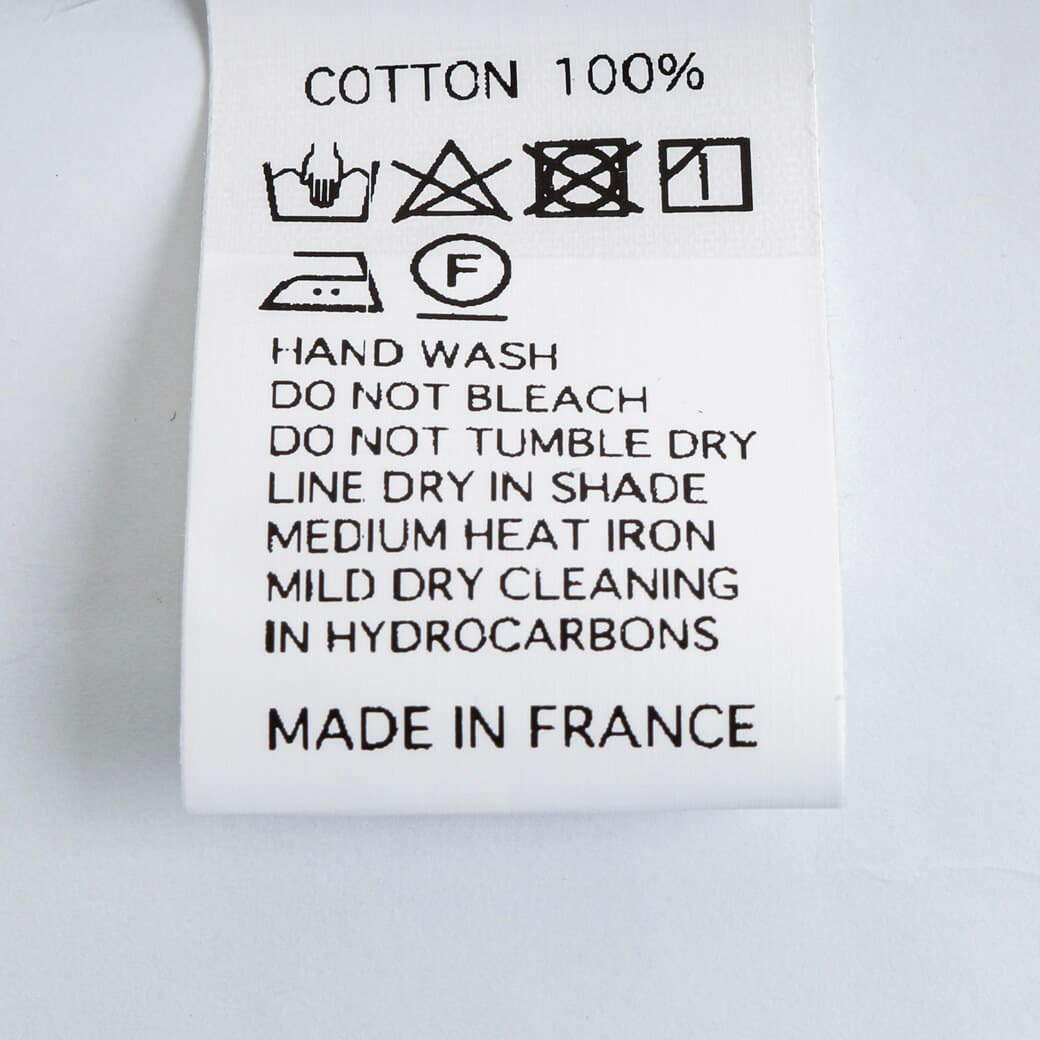 COTTON 100%
F
HAND WASH
DO NOT BLEACH
DO NOT TUMBLE DRY
LINE DRY IN SHADE
MEDIUM HEAT IRON
MILD DRY CLEANING
IN HYDROCARBONS
MADE IN FRANCE